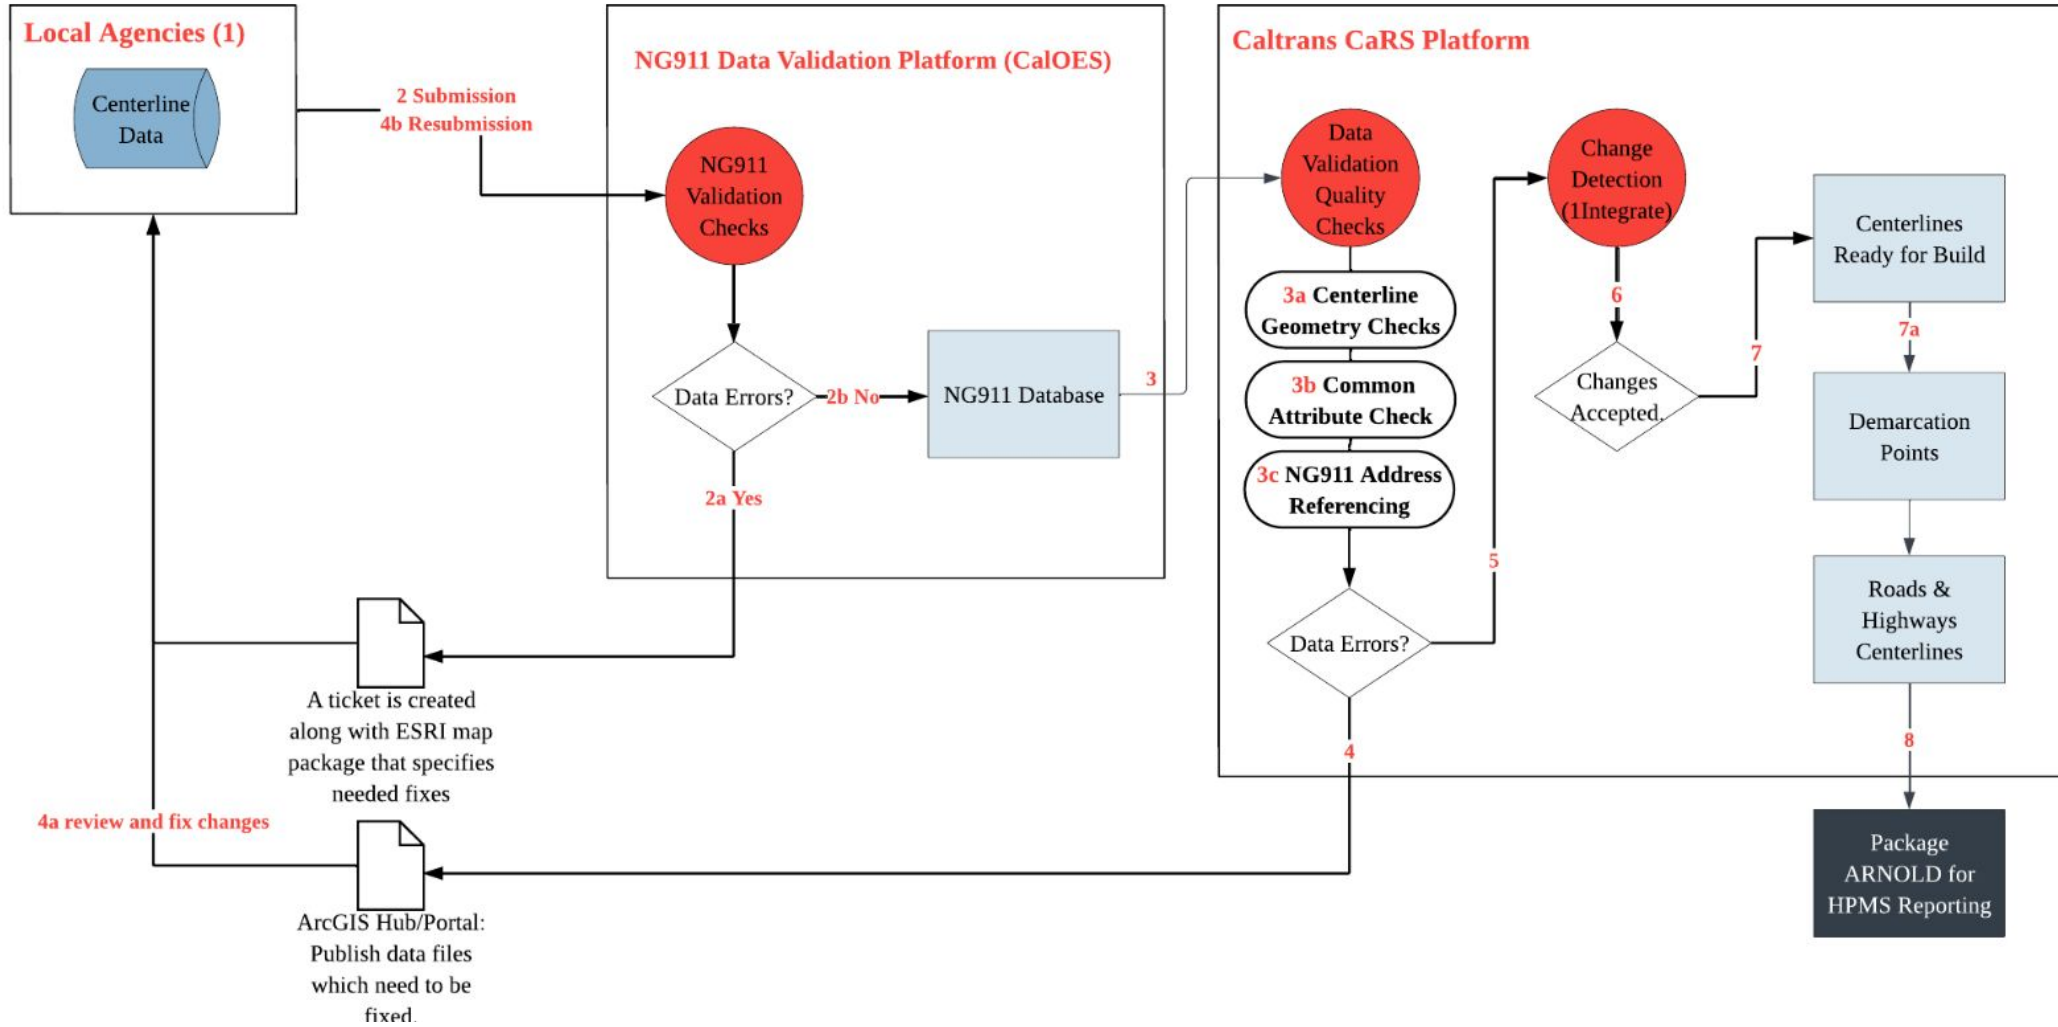 Local Agencies (1)
Centerline
Data
2 Submission
4b Resubmission
NG911 Data Validation Platform (CalOES)
NG911
Validation
Checks
Data Errors?
2b No
NG911 Database
2a Yes
3
A ticket is created
along with ESRI map
package that specifies
needed fixes
4a review and fix changes
ArcGIS Hub/Portal:
Publish data files
which need to be
fixed.
Caltrans CaRS Platform
Data
Validation
Quality
Checks
3a Centerline
Geometry Checks
3b Common
Attribute Check
3c NG911 Address
Referencing
Data Errors?
4
5
Change
Detection
(1Integrate)
6
Changes
Accepted.
7
Centerlines
Ready for Build
7a
Demarcation
Points
Roads &
Highways
Centerlines
8
Package
ARNOLD for
HPMS Reporting